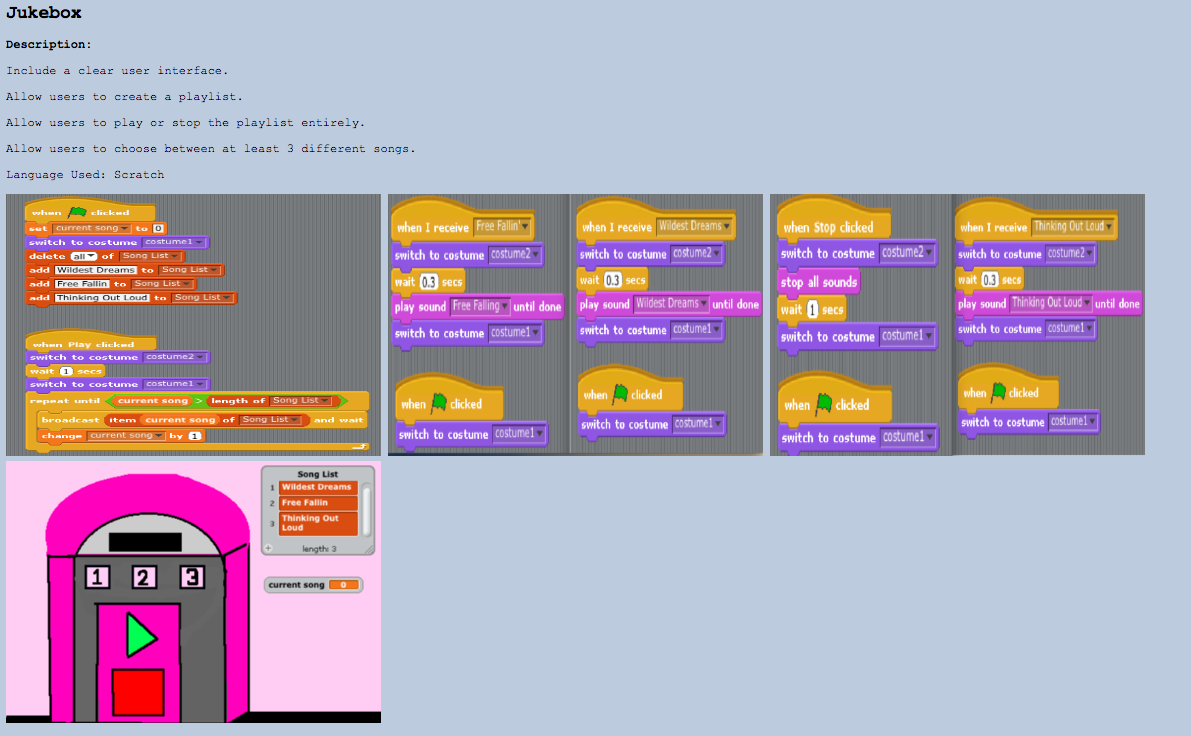 Jukebox
Description:
Include a clear user interface.
Allow users to create a playlist.
Allow users to play or stop the playlist entirely.
Allow users to choose between at least 3 different songs.
Language Used: Scratch
when clicked
set current song to 0
switch to costume costume1
delete all of Song List
add Wildest Dreams to Song List
add Free Fallin to Song List
add Thinking Out Loud to Song List
when Play clicked
switch to costume costume2
wait 1 secs
switch to costume costume1
repeat until current song > length of Song List
broadcast item current song of Song List and wait
change current song by 1
when I receive Free Fallin'
switch to costume costume2
wait 0.3 secs
play sound Free Falling until done
switch to costume costume1
when clicked
switch to costume costume1
when I receive Wildest Dreams
switch to costume costume2
wait 0.3 secs
play sound Wildest Dreams until done
switch to costume costume1
when clicked
switch to costume costume1
when Stop clicked
switch to costume costume2
stop all sounds
wait 1 secs
switch to costume costume1
when clicked
switch to costume costume1
when I receive Thinking Out Loud
switch to costume costume2
wait 0.3 secs
play sound Thinking Out Loud until done
switch to costume costume1
when clicked
switch to costume costume1
1 2 3
Song List
1 Wildest Dreams
2 Free Fallin
3 Thinking Out
Loud
+ length: 3
current song 0